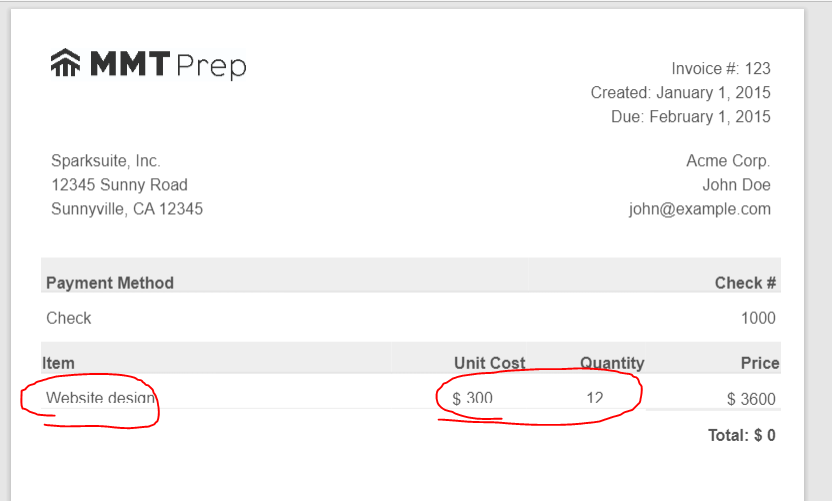 MMT Prep
Invoice #: 123
Created: January 1, 2015
Due: February 1, 2015
Sparksuite, Inc.
12345 Sunny Road
Sunnyville, CA 12345
Acme Corp.
John Doe
john@example.com
Payment Method Check #
Check 1000
Item Unit Cost Quantity Price
Website design $ 300 12 $ 3600
Total: $ 0